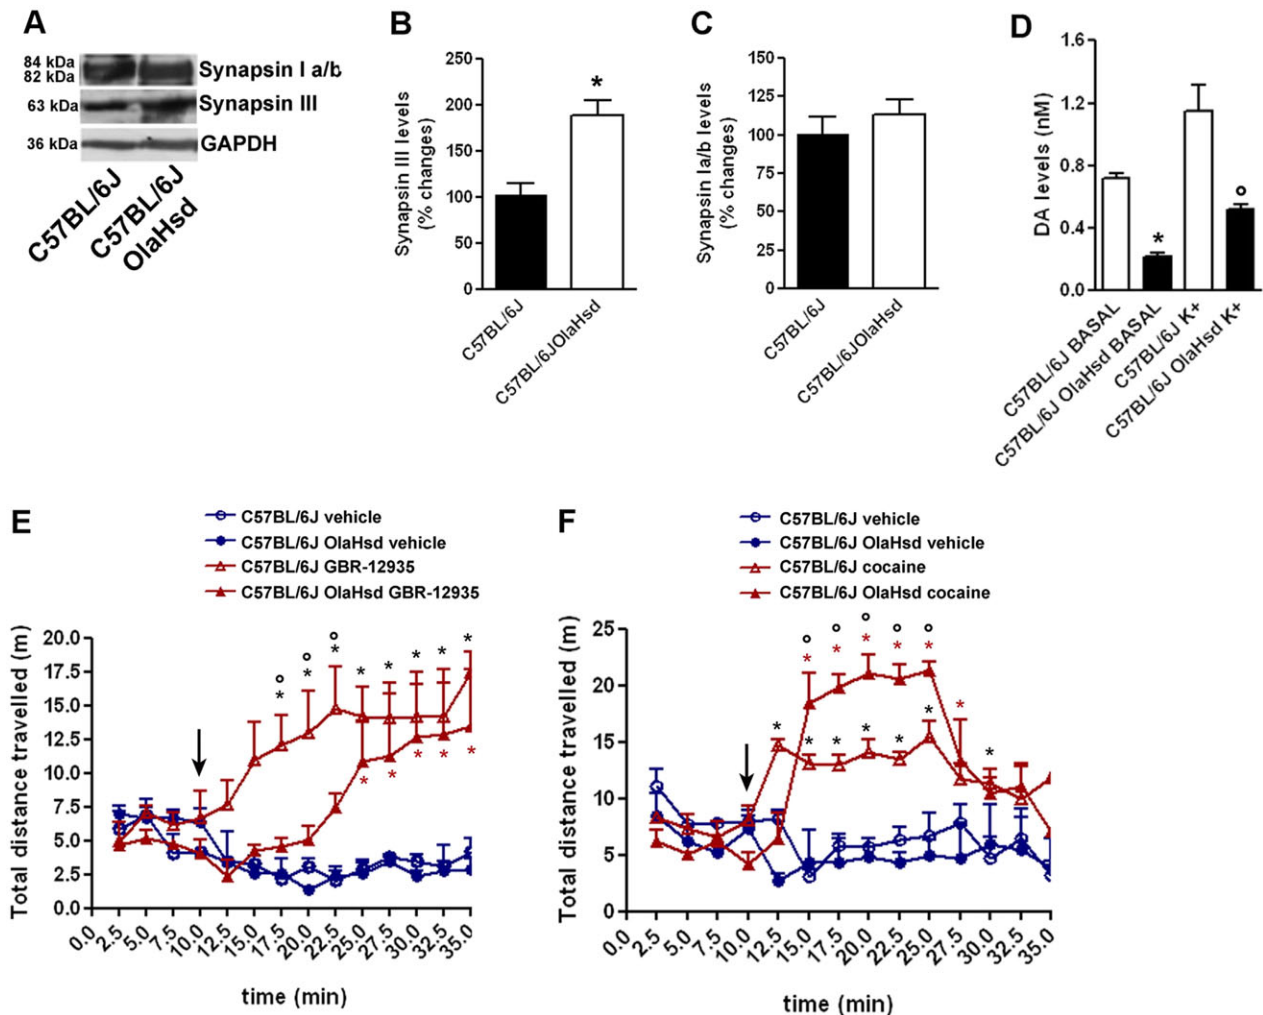 A
84 kDa
82 kDa
Synapsin I a/b
63 kDa
Synapsin III
36 kDa
GAPDH
C57BL/6J
C57BL/6J
OlaHsd
B
Synapsin III levels
(% changes)
250
200
150
100
50
0
*
C57BL/6J
C57BL/6JOlaHsd
C
Synapsin Ia/b levels
(% changes)
150
125
100
75
50
25
0
C57BL/6J
C57BL/6JOlaHsd
D
DA levels (nM)
1.6
1.2
0.8
0.4
0.0
*
C57BL/6J BASAL
C57BL/6J OlaHsd BASAL
C57BL/6J K+
C57BL/6J OlaHsd K+
E
C57BL/6J vehicle
C57BL/6J OlaHsd vehicle
C57BL/6J GBR-12935
C57BL/6J OlaHsd GBR-12935
Total distance travelled (m)
20.0
17.5
15.0
12.5
10.0
7.5
5.0
2.5
0.0
* * * * * * * *
* * * * *
0.0 2.5 5.0 7.5 10.0 12.5 15.0 17.5 20.0 22.5 25.0 27.5 30.0 32.5 35.0
time (min)
F
C57BL/6J vehicle
C57BL/6J OlaHsd vehicle
C57BL/6J cocaine
C57BL/6J OlaHsd cocaine
Total distance travelled (m)
25
20
15
10
5
0
* * * * * *
* * * * * * *
0.0 2.5 5.0 7.5 10.0 12.5 15.0 17.5 20.0 22.5 25.0 27.5 30.0 32.5 35.0
time (min)